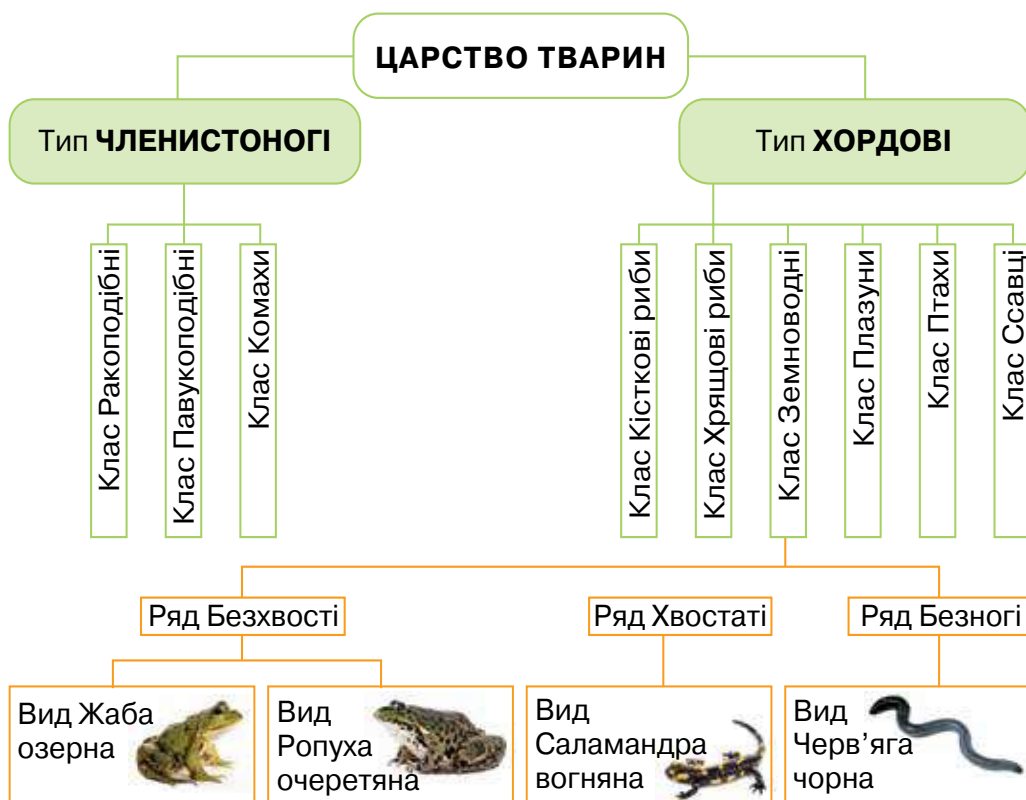 ЦАРСТВО ТВАРИН
Тип ЧЛЕНИСТОНОГІ
Тип ХОРДОВІ
Клас Ракоподібні
Клас Павукоподібні
Клас Комахи
Клас Кісткові риби
Клас Хрящові риби
Клас Земноводні
Клас Плазуни
Клас Птахи
Клас Ссавці
Ряд Безхвості
Ряд Хвостаті
Ряд Безногі
Вид Жаба
озерна
Вид
Ропуха
очеретяна
Вид
Саламандра
вогняна
Вид
Черв’яга
чорна